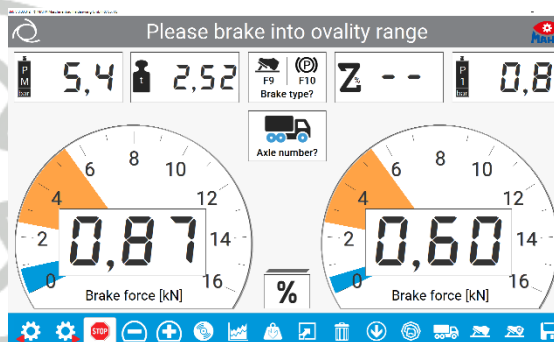 Please brake into ovality range
MAHA
P M bar 5,4
t 2,52
F9 F10
Brake type?
Z % --
P 1 bar 0,8
Axle number?
0 2 4 6 8 10 12 14 16
0,87
Brake force [kN]
%
0 2 4 6 8 10 12 14 16
0,60
Brake force [kN]
STOP